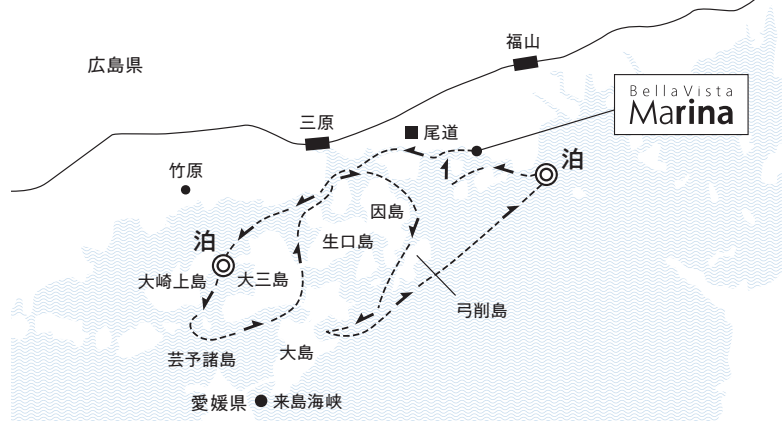 福山
広島県
BellaVista
Marina
三原
尾道
泊
竹原
因島
生口島
泊
大崎上島
大三島
弓削島
大島
芸予諸島
愛媛県
来島海峡